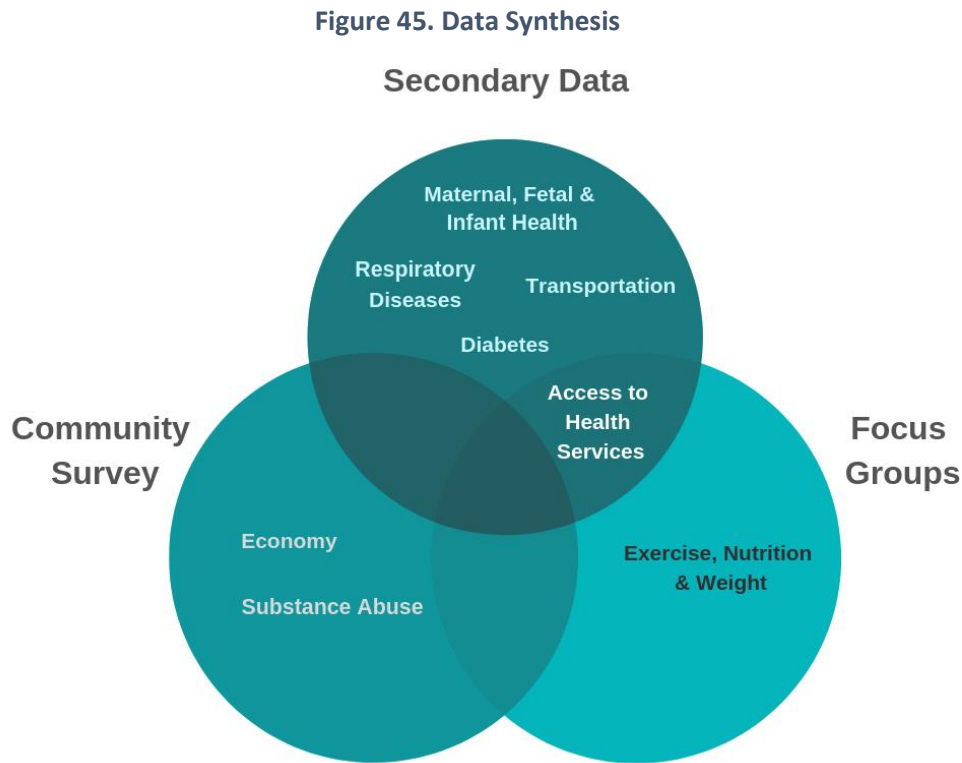 Figure 45. Data Synthesis
Secondary Data
Maternal, Fetal &
Infant Health
Respiratory
Diseases
Transportation
Diabetes
Access to
Health
Services
Community
Survey
Focus
Groups
Economy
Substance Abuse
Exercise, Nutrition
& Weight